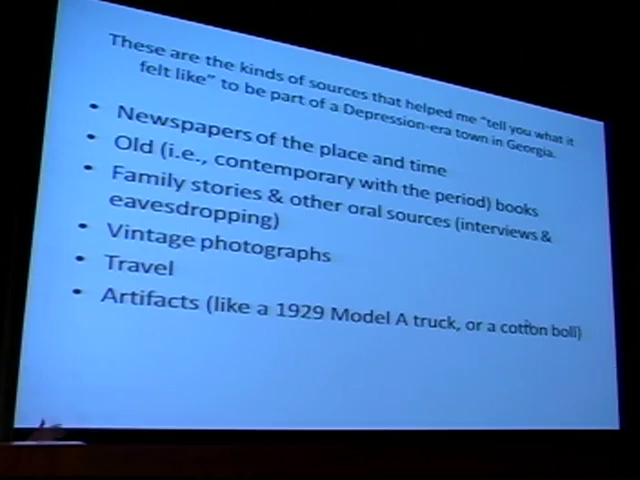 These are the kinds of sources that helped me "tell you what it
felt like" to be part of a Depression-era town in Georgia.
• Newspapers of the place and time
• Old (i.e., contemporary with the period) books
• Family stories & other oral sources (interviews &
eavesdropping)
• Vintage photographs
• Travel
• Artifacts (like a 1929 Model A truck, or a cotton boll)